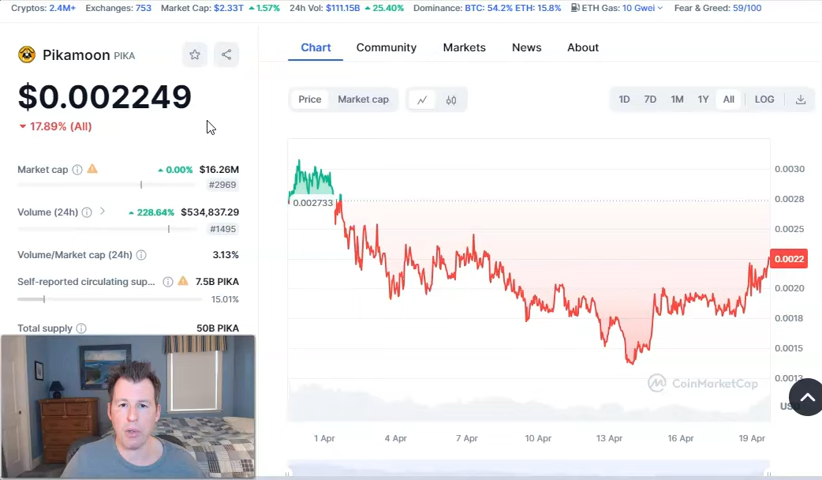 Cryptos: 2.4M+ Exchanges: 753 Market Cap: $2.33T 1.57% 24h Vol: $111.15B 25.40% Dominance: BTC: 54.2% ETH: 15.8% ETH Gas: 10 Gwei Fear & Greed: 59/100
Pikamoon PIKA
$0.002249
17.89% (All)
Market cap 0.00% $16.26M
#2969
Volume (24h) 228.64% $534,837.29
#1495
Volume/Market cap (24h) 3.13%
Self-reported circulating sup... 7.5B PIKA
15.01%
Total supply 50B PIKA
Chart Community Markets News About
Price Market cap 1D 7D 1M 1Y All LOG
0.0030
0.002733
0.0028
0.0025
0.0022
0.0020
0.0018
0.0015
0.0013
CoinMarketCap
1 Apr 4 Apr 7 Apr 10 Apr 13 Apr 16 Apr 19 Apr